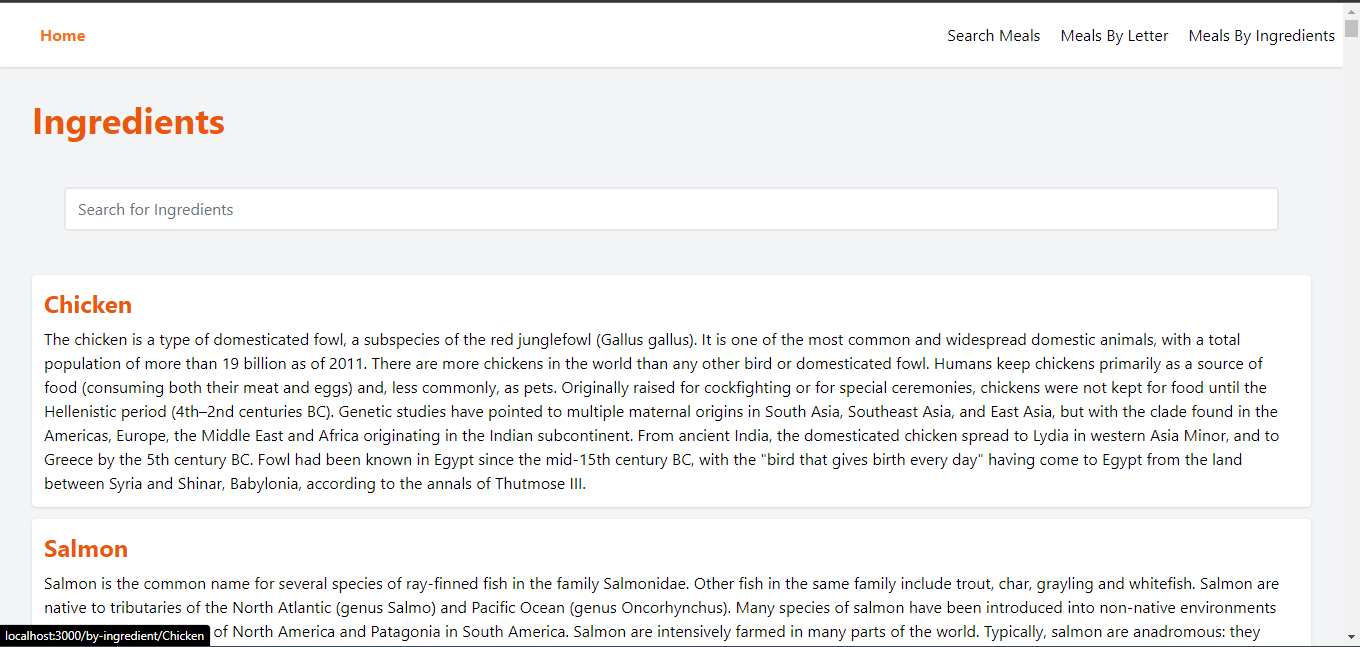 Home Search Meals Meals By Letter Meals By Ingredients
Ingredients
Search for Ingredients
Chicken
The chicken is a type of domesticated fowl, a subspecies of the red junglefowl (Gallus gallus). It is one of the most common and widespread domestic animals, with a total
population of more than 19 billion as of 2011. There are more chickens in the world than any other bird or domesticated fowl. Humans keep chickens primarily as a source of
food (consuming both their meat and eggs) and, less commonly, as pets. Originally raised for cockfighting or for special ceremonies, chickens were not kept for food until the
Hellenistic period (4th–2nd centuries BC). Genetic studies have pointed to multiple maternal origins in South Asia, Southeast Asia, and East Asia, but with the clade found in the
Americas, Europe, the Middle East and Africa originating in the Indian subcontinent. From ancient India, the domesticated chicken spread to Lydia in western Asia Minor, and to
Greece by the 5th century BC. Fowl had been known in Egypt since the mid-15th century BC, with the "bird that gives birth every day" having come to Egypt from the land
between Syria and Shinar, Babylonia, according to the annals of Thutmose III.
Salmon
Salmon is the common name for several species of ray-finned fish in the family Salmonidae. Other fish in the same family include trout, char, grayling and whitefish. Salmon are
native to tributaries of the North Atlantic (genus Salmo) and Pacific Ocean (genus Oncorhynchus). Many species of salmon have been introduced into non-native environments
of North America and Patagonia in South America. Salmon are intensively farmed in many parts of the world. Typically, salmon are anadromous: they
localhost:3000/by-ingredient/Chicken